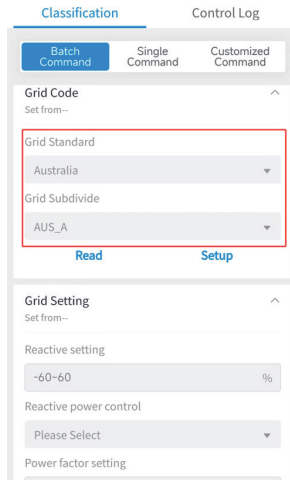 Classification Control Log
Batch Command Single Command Customized Command
Grid Code
Set from--
Grid Standard
Australia
Grid Subdivide
AUS_A
Read Setup
Grid Setting
Set from--
Reactive setting
-60~60 %
Reactive power control
Please Select
Power factor setting